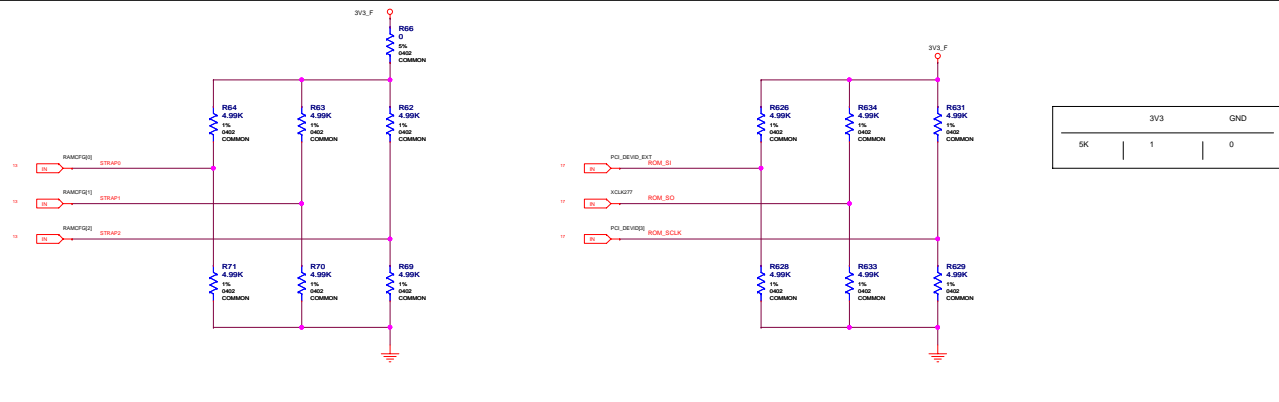 3V3_F
R66
0
5%
0402
COMMON
R64
4.99K
1%
0402
COMMON
R63
4.99K
1%
0402
COMMON
R62
4.99K
1%
0402
COMMON
RAMCFG[0]
IN
STRAP0
RAMCFG[1]
IN
STRAP1
RAMCFG[2]
IN
STRAP2
R71
4.99K
1%
0402
COMMON
R70
4.99K
1%
0402
COMMON
R69
4.99K
1%
0402
COMMON
3V3_F
R626
4.99K
1%
0402
COMMON
R634
4.99K
1%
0402
COMMON
R631
4.99K
1%
0402
COMMON
PCI_DEVID_EXT
IN
ROM_SI
XCLK277
IN
ROM_SO
PCI_DEVID[3]
IN
ROM_SCLK
R628
4.99K
1%
0402
COMMON
R633
4.99K
1%
0402
COMMON
R629
4.99K
1%
0402
COMMON
3V3 GND
5K 1 0